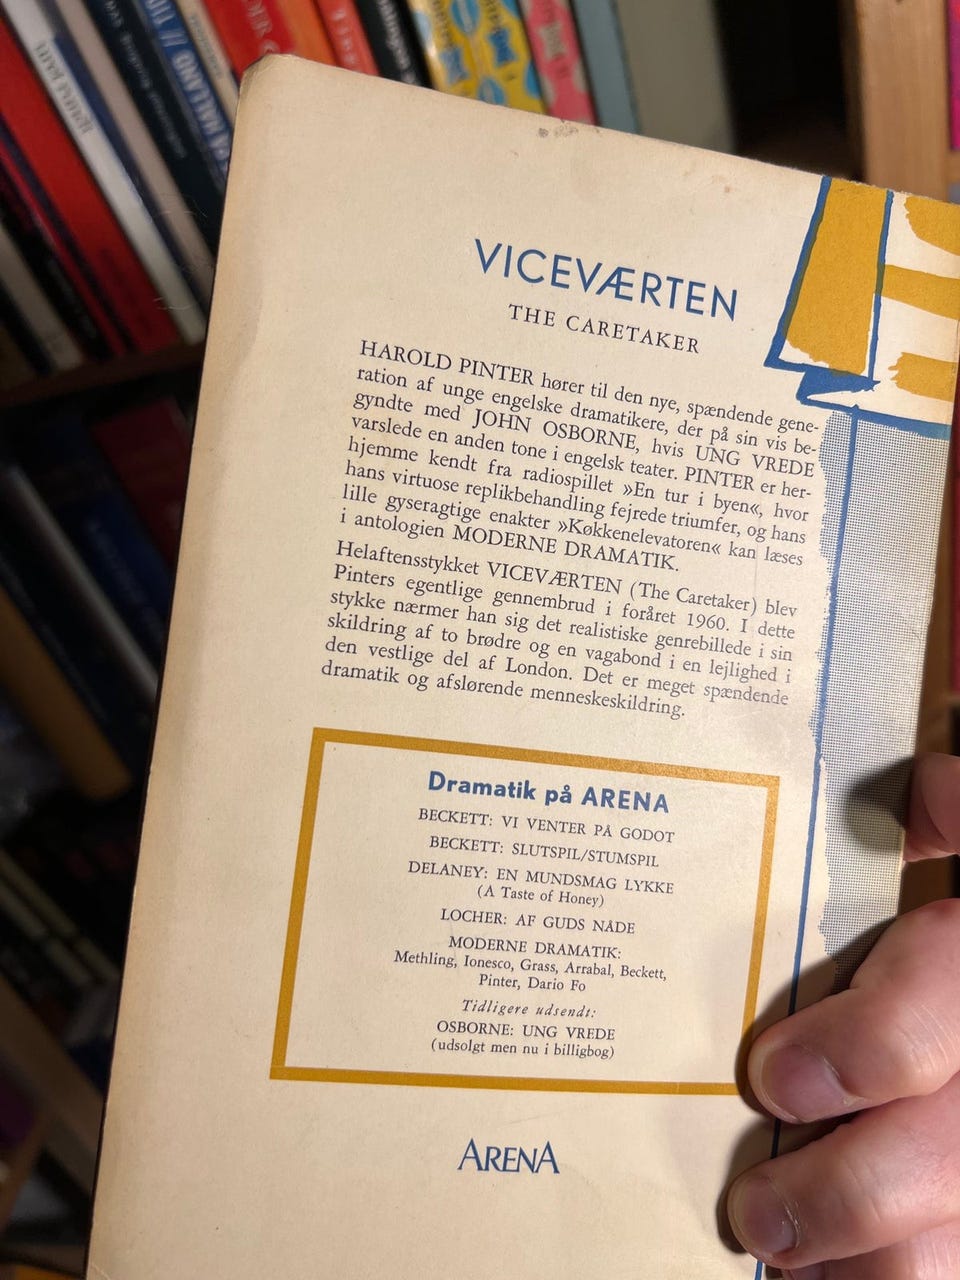 VICEVÆRTEN
THE CARETAKER
HAROLD PINTER hører til den nye, spændende gene-
ration af unge engelske dramatikere, der på sin vis be-
gyndte med JOHN OSBORNE, hvis UNG VREDE
varslede en anden tone i engelsk teater. PINTER er her-
hjemme kendt fra radiospillet »En tur i byen«, hvor
hans virtuose replikbehandling fejrede triumfer, og hans
lille gyseragtige enakter »Køkkenelevatoren« kan læses
i antologien MODERNE DRAMATIK.
Helaftensstykket VICEVÆRTEN (The Caretaker) blev
Pinters egentlige gennembrud i foråret 1960. I dette
stykke nærmer han sig det realistiske genrebillede i sin
skildring af to brødre og en vagabond i en lejlighed i
den vestlige del af London. Det er meget spændende
dramatik og afslørende menneskeskildring.
Dramatik på ARENA
BECKETT: VI VENTER PÅ GODOT
BECKETT: SLUTSPIL/STUMSPIL
DELANEY: EN MUNDSMAG LYKKE
(A Taste of Honey)
LOCHER: AF GUDS NÅDE
MODERNE DRAMATIK:
Methling, Ionesco, Grass, Arrabal, Beckett,
Pinter, Dario Fo
Tidligere udsendt:
OSBORNE: UNG VREDE
(udsolgt men nu i billigbog)
ARENA